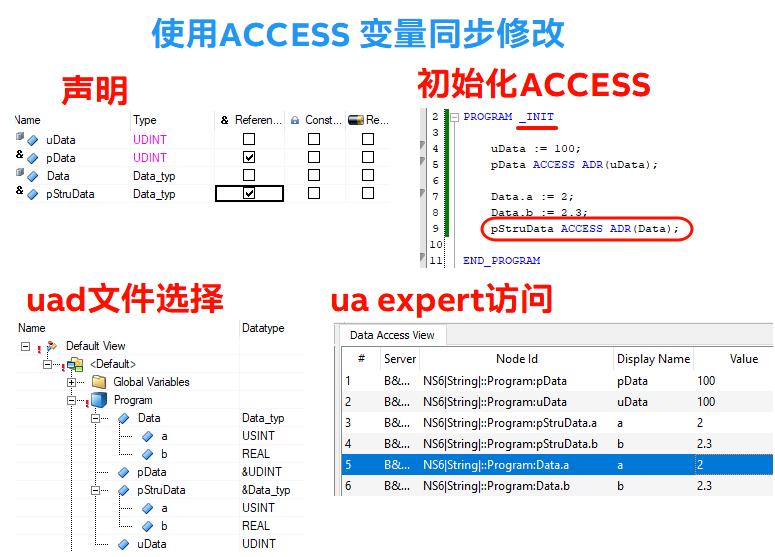 使用ACCESS 变量同步修改
声明
Name Type & Referen... Const... Re...
uData UDINT
& pData UDINT
Data Data_typ
& pStruData Data_typ
初始化ACCESS
2 PROGRAM _INIT
3
4 uData := 100;
5 pData ACCESS ADR(uData);
6
7 Data.a := 2;
8 Data.b := 2.3;
9 pStruData ACCESS ADR(Data);
10
11 END_PROGRAM
uad文件选择
Name Datatype
Default View
<Default>
Global Variables
Program
Data Data_typ
a USINT
b REAL
pData &UDINT
pStruData &Data_typ
a USINT
b REAL
uData UDINT
ua expert访问
Data Access View
# Server Node Id Display Name Value
1 B&... NS6|String|::Program:pData pData 100
2 B&... NS6|String|::Program:uData uData 100
3 B&... NS6|String|::Program:pStruData.a a 2
4 B&... NS6|String|::Program:pStruData.b b 2.3
5 B&... NS6|String|::Program:Data.a a 2
6 B&... NS6|String|::Program:Data.b b 2.3